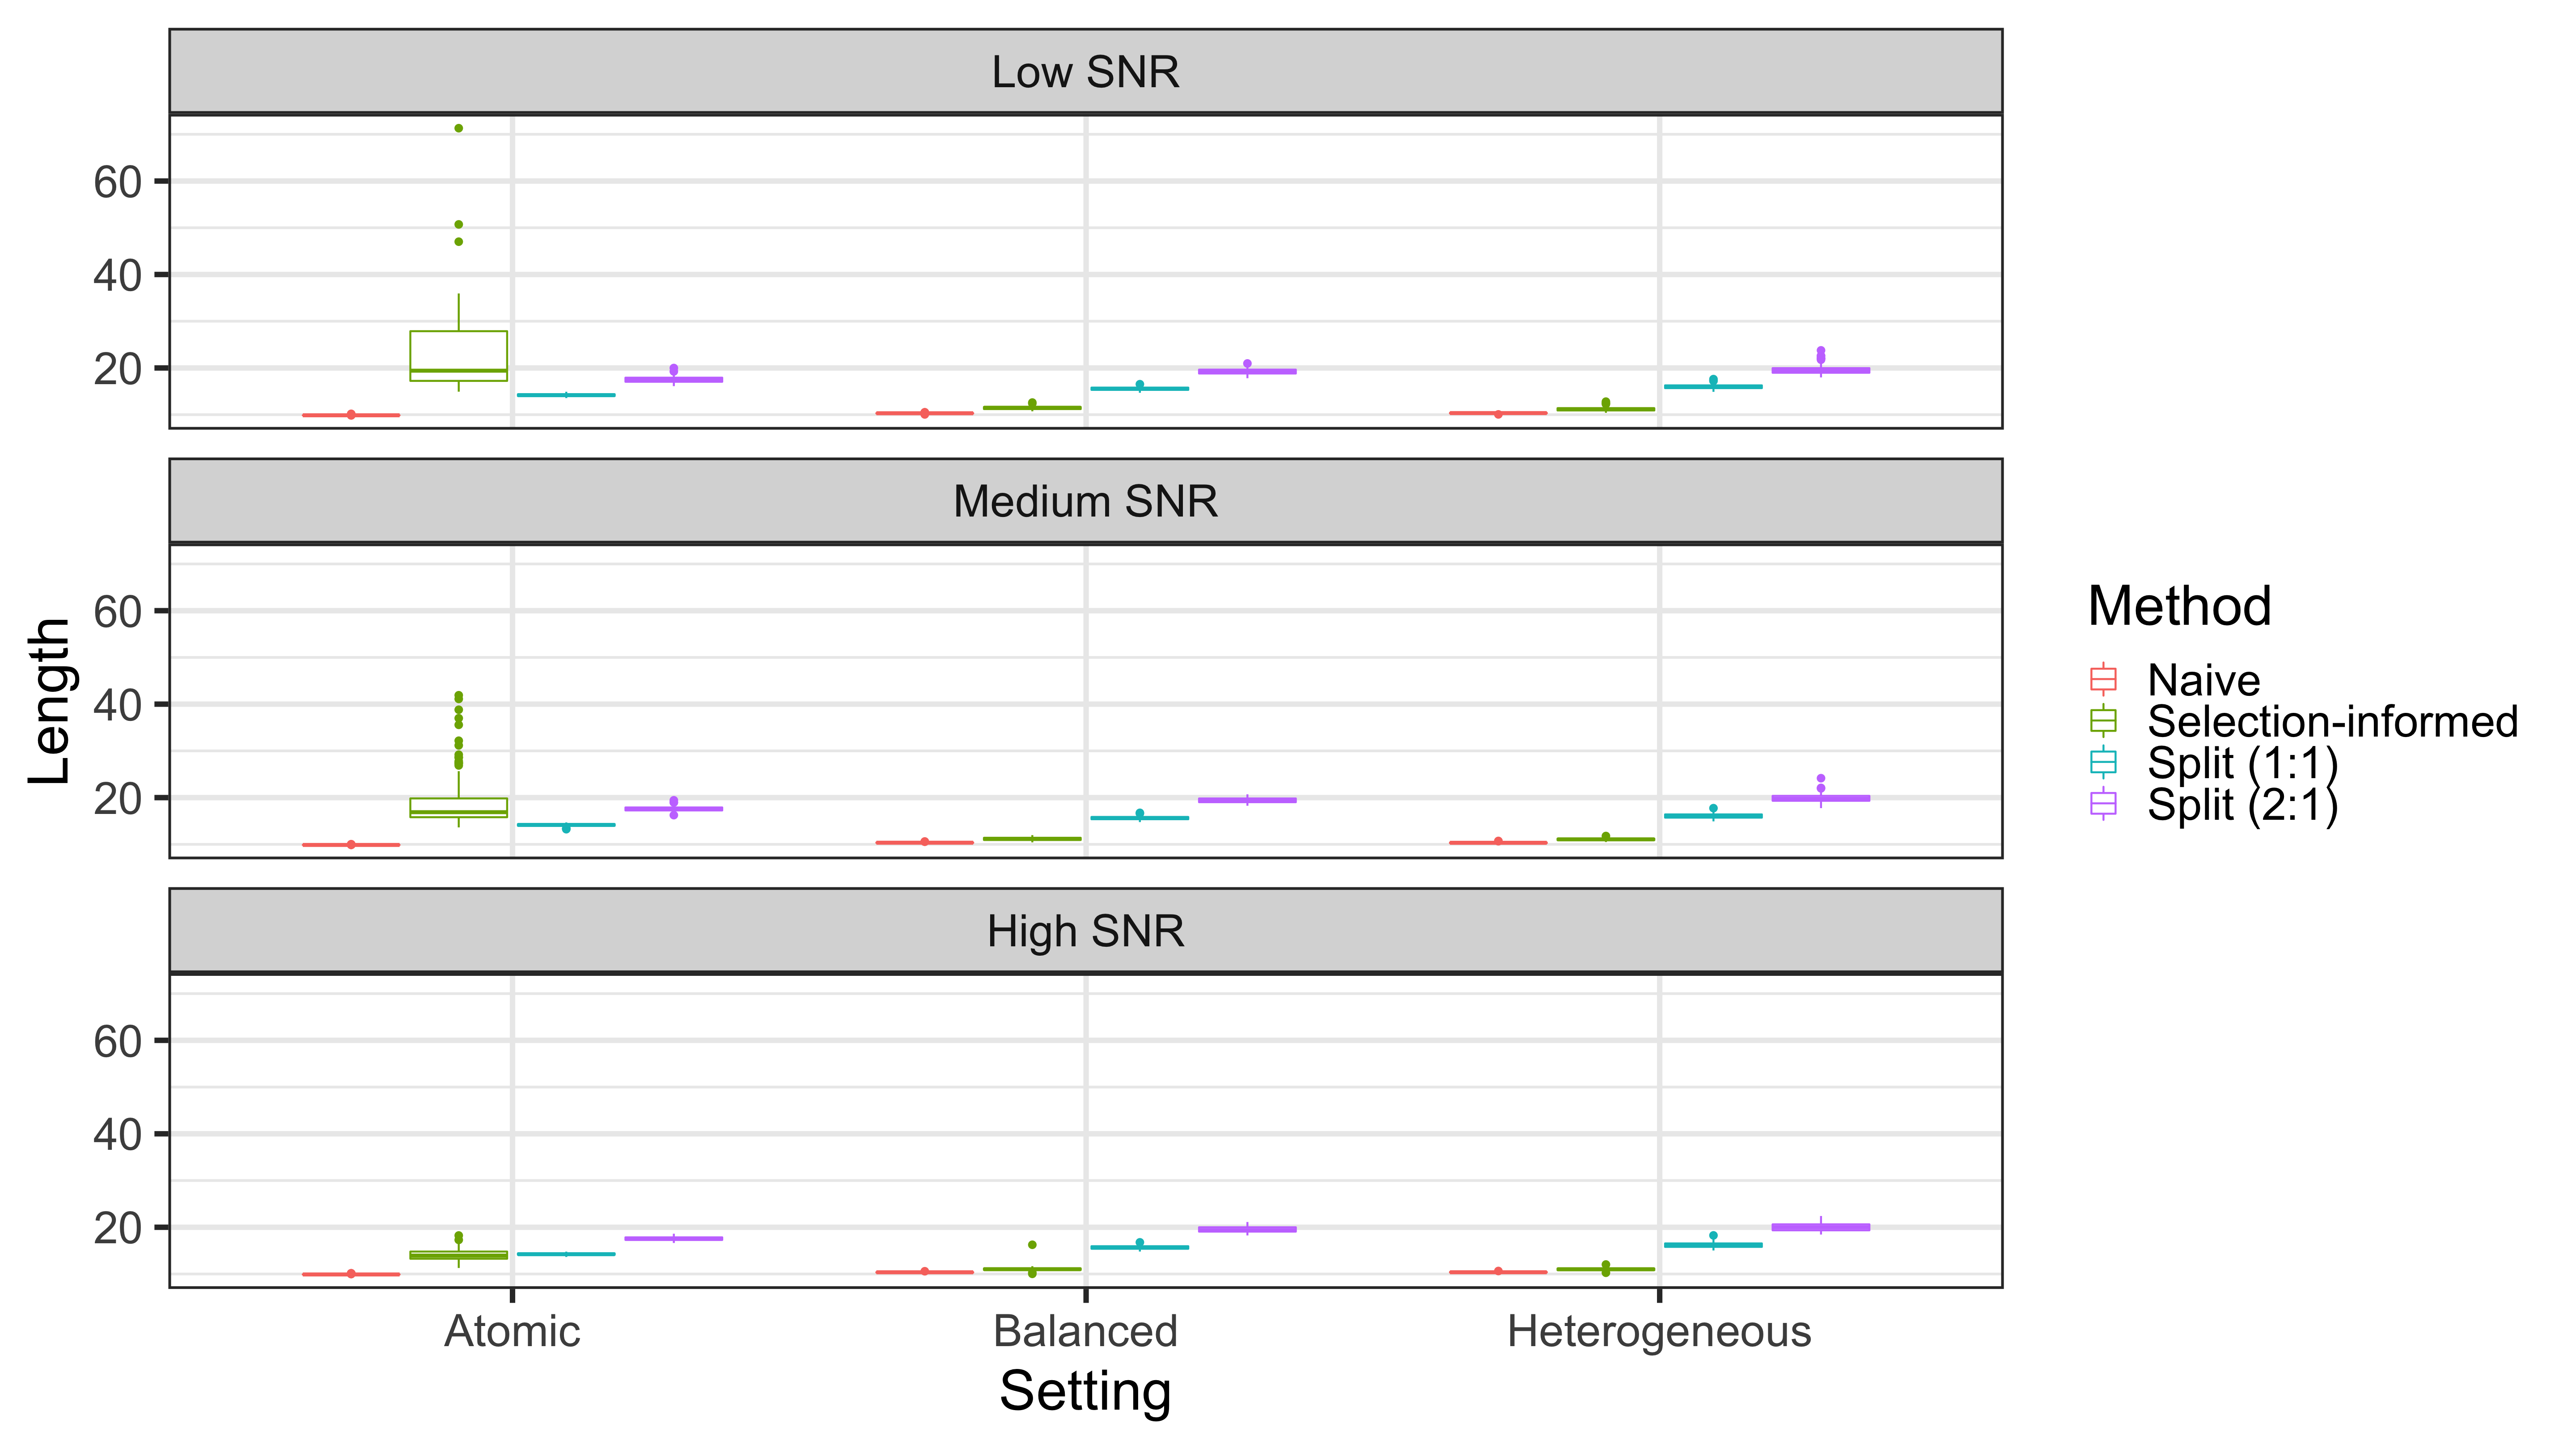 Low SNR
60
40
20
Medium SNR
60
40
20
High SNR
60
40
20
Length
Atomic Balanced Heterogeneous
Setting
Method
Naive
Selection-informed
Split (1:1)
Split (2:1)